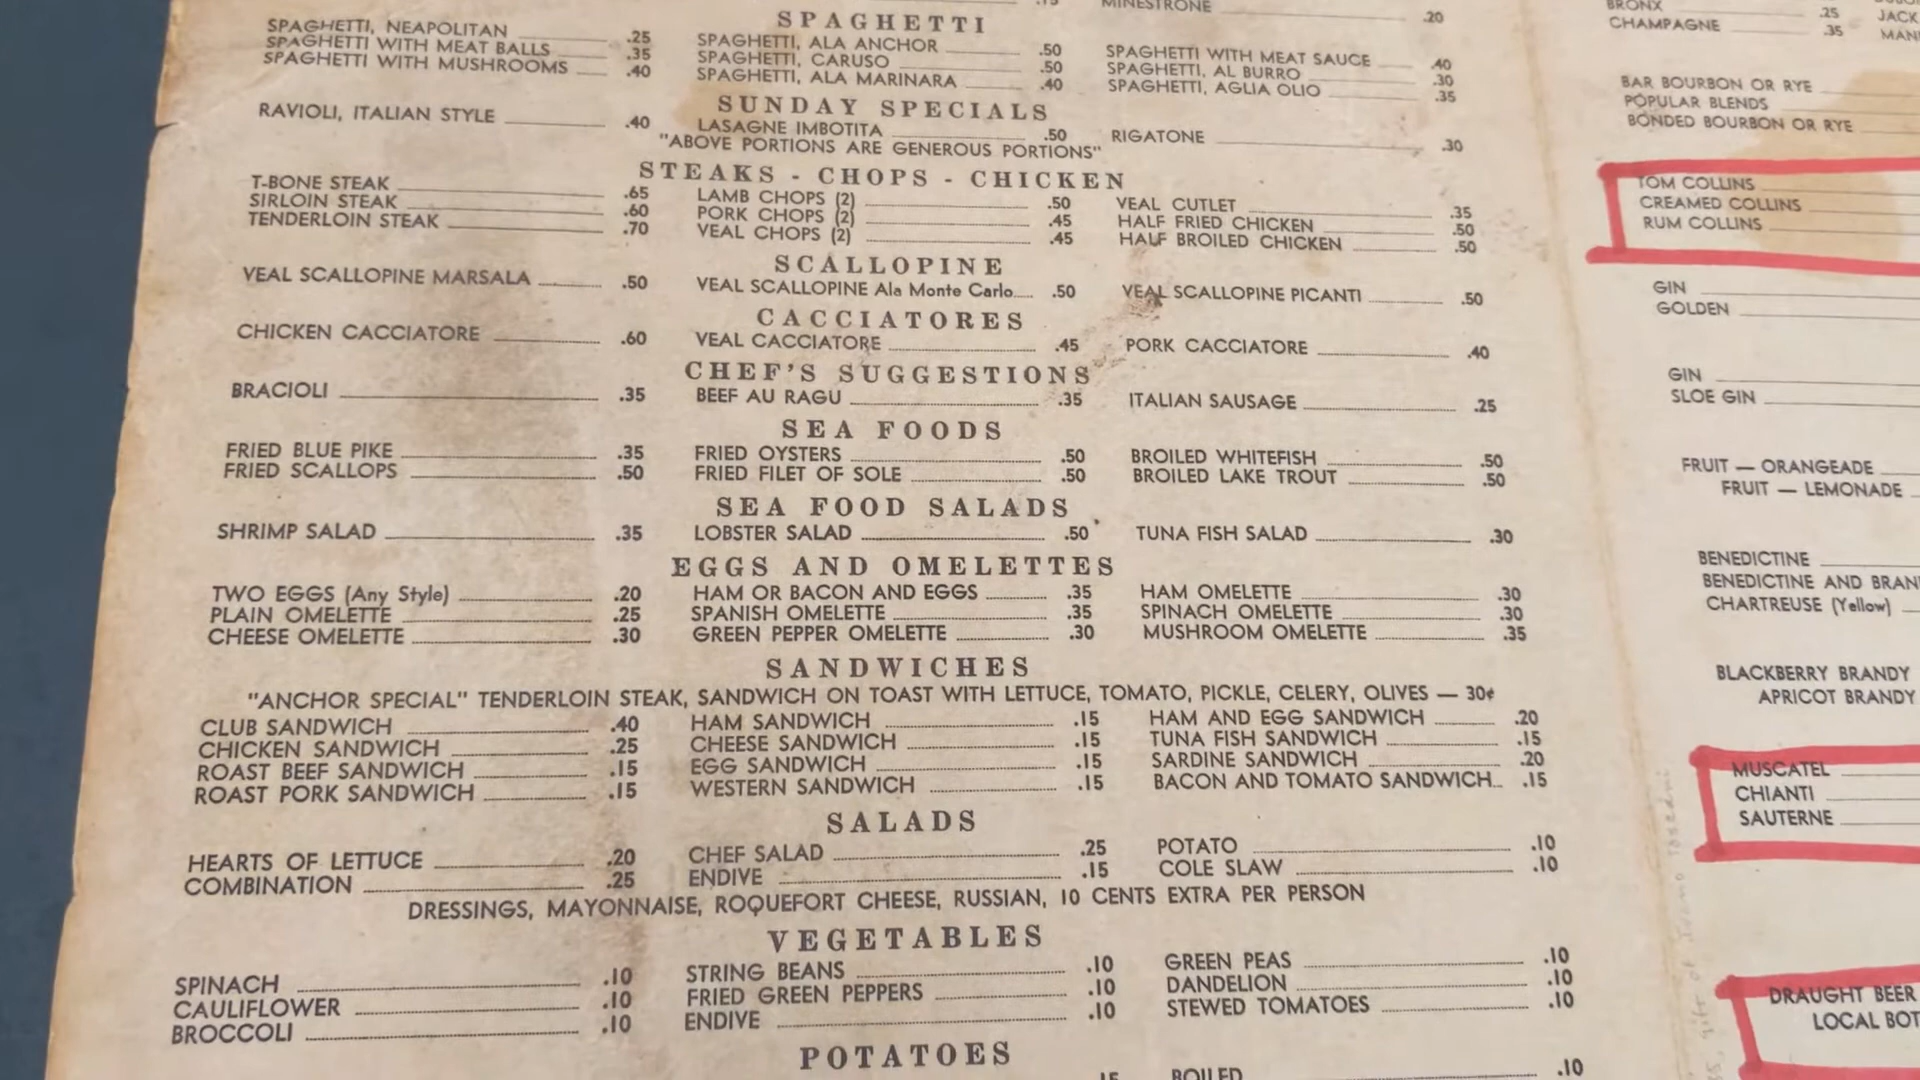 MINESTRONE .20
SPAGHETTI
SPAGHETTI, NEAPOLITAN .25 SPAGHETTI, ALA ANCHOR .50 SPAGHETTI WITH MEAT SAUCE .40
SPAGHETTI WITH MEAT BALLS .35 SPAGHETTI, CARUSO .50 SPAGHETTI, AL BURRO .30
SPAGHETTI WITH MUSHROOMS .40 SPAGHETTI, ALA MARINARA .40 SPAGHETTI, AGLIA OLIO .35
SUNDAY SPECIALS
RAVIOLI, ITALIAN STYLE .40 LASAGNE IMBOTITA .50 RIGATONE .30
"ABOVE PORTIONS ARE GENEROUS PORTIONS"
STEAKS - CHOPS - CHICKEN
T-BONE STEAK .65 LAMB CHOPS (2) .50 VEAL CUTLET .35
SIRLOIN STEAK .60 PORK CHOPS (2) .45 HALF FRIED CHICKEN .50
TENDERLOIN STEAK .70 VEAL CHOPS (2) .45 HALF BROILED CHICKEN .50
SCALLOPINE
VEAL SCALLOPINE MARSALA .50 VEAL SCALLOPINE Ala Monte Carlo .50 VEAL SCALLOPINE PICANTI .50
CACCIATORES
CHICKEN CACCIATORE .60 VEAL CACCIATORE .45 PORK CACCIATORE .40
CHEF'S SUGGESTIONS
BRACIOLI .35 BEEF AU RAGU .35 ITALIAN SAUSAGE .25
SEA FOODS
FRIED BLUE PIKE .35 FRIED OYSTERS .50 BROILED WHITEFISH .50
FRIED SCALLOPS .50 FRIED FILET OF SOLE .50 BROILED LAKE TROUT .50
SEA FOOD SALADS
SHRIMP SALAD .35 LOBSTER SALAD .50 TUNA FISH SALAD .30
EGGS AND OMELETTES
TWO EGGS (Any Style) .20 HAM OR BACON AND EGGS .35 HAM OMELETTE .30
PLAIN OMELETTE .25 SPANISH OMELETTE .35 SPINACH OMELETTE .30
CHEESE OMELETTE .30 GREEN PEPPER OMELETTE .30 MUSHROOM OMELETTE .35
SANDWICHES
"ANCHOR SPECIAL" TENDERLOIN STEAK, SANDWICH ON TOAST WITH LETTUCE, TOMATO, PICKLE, CELERY, OLIVES — 30¢
CLUB SANDWICH .40 HAM SANDWICH .15 HAM AND EGG SANDWICH .20
CHICKEN SANDWICH .25 CHEESE SANDWICH .15 TUNA FISH SANDWICH .15
ROAST BEEF SANDWICH .15 EGG SANDWICH .15 SARDINE SANDWICH .20
ROAST PORK SANDWICH .15 WESTERN SANDWICH .15 BACON AND TOMATO SANDWICH .15
SALADS
HEARTS OF LETTUCE .20 CHEF SALAD .25 POTATO .10
COMBINATION .25 ENDIVE .15 COLE SLAW .10
DRESSINGS, MAYONNAISE, ROQUEFORT CHEESE, RUSSIAN, 10 CENTS EXTRA PER PERSON
VEGETABLES
SPINACH .10 STRING BEANS .10 GREEN PEAS .10
CAULIFLOWER .10 FRIED GREEN PEPPERS .10 DANDELION .10
BROCCOLI .10 ENDIVE .10 STEWED TOMATOES .10
POTATOES
BOILED .10
BRONX .25
CHAMPAGNE .35
BAR BOURBON OR RYE
POPULAR BLENDS
BONDED BOURBON OR RYE
TOM COLLINS
CREAMED COLLINS
RUM COLLINS
GIN
GOLDEN
GIN
SLOE GIN
FRUIT — ORANGEADE
FRUIT — LEMONADE
BENEDICTINE
BENEDICTINE AND BRAN
CHARTREUSE (Yellow)
BLACKBERRY BRANDY
APRICOT BRANDY
MUSCATEL
CHIANTI
SAUTERNE
DRAUGHT BEER
LOCAL BOT